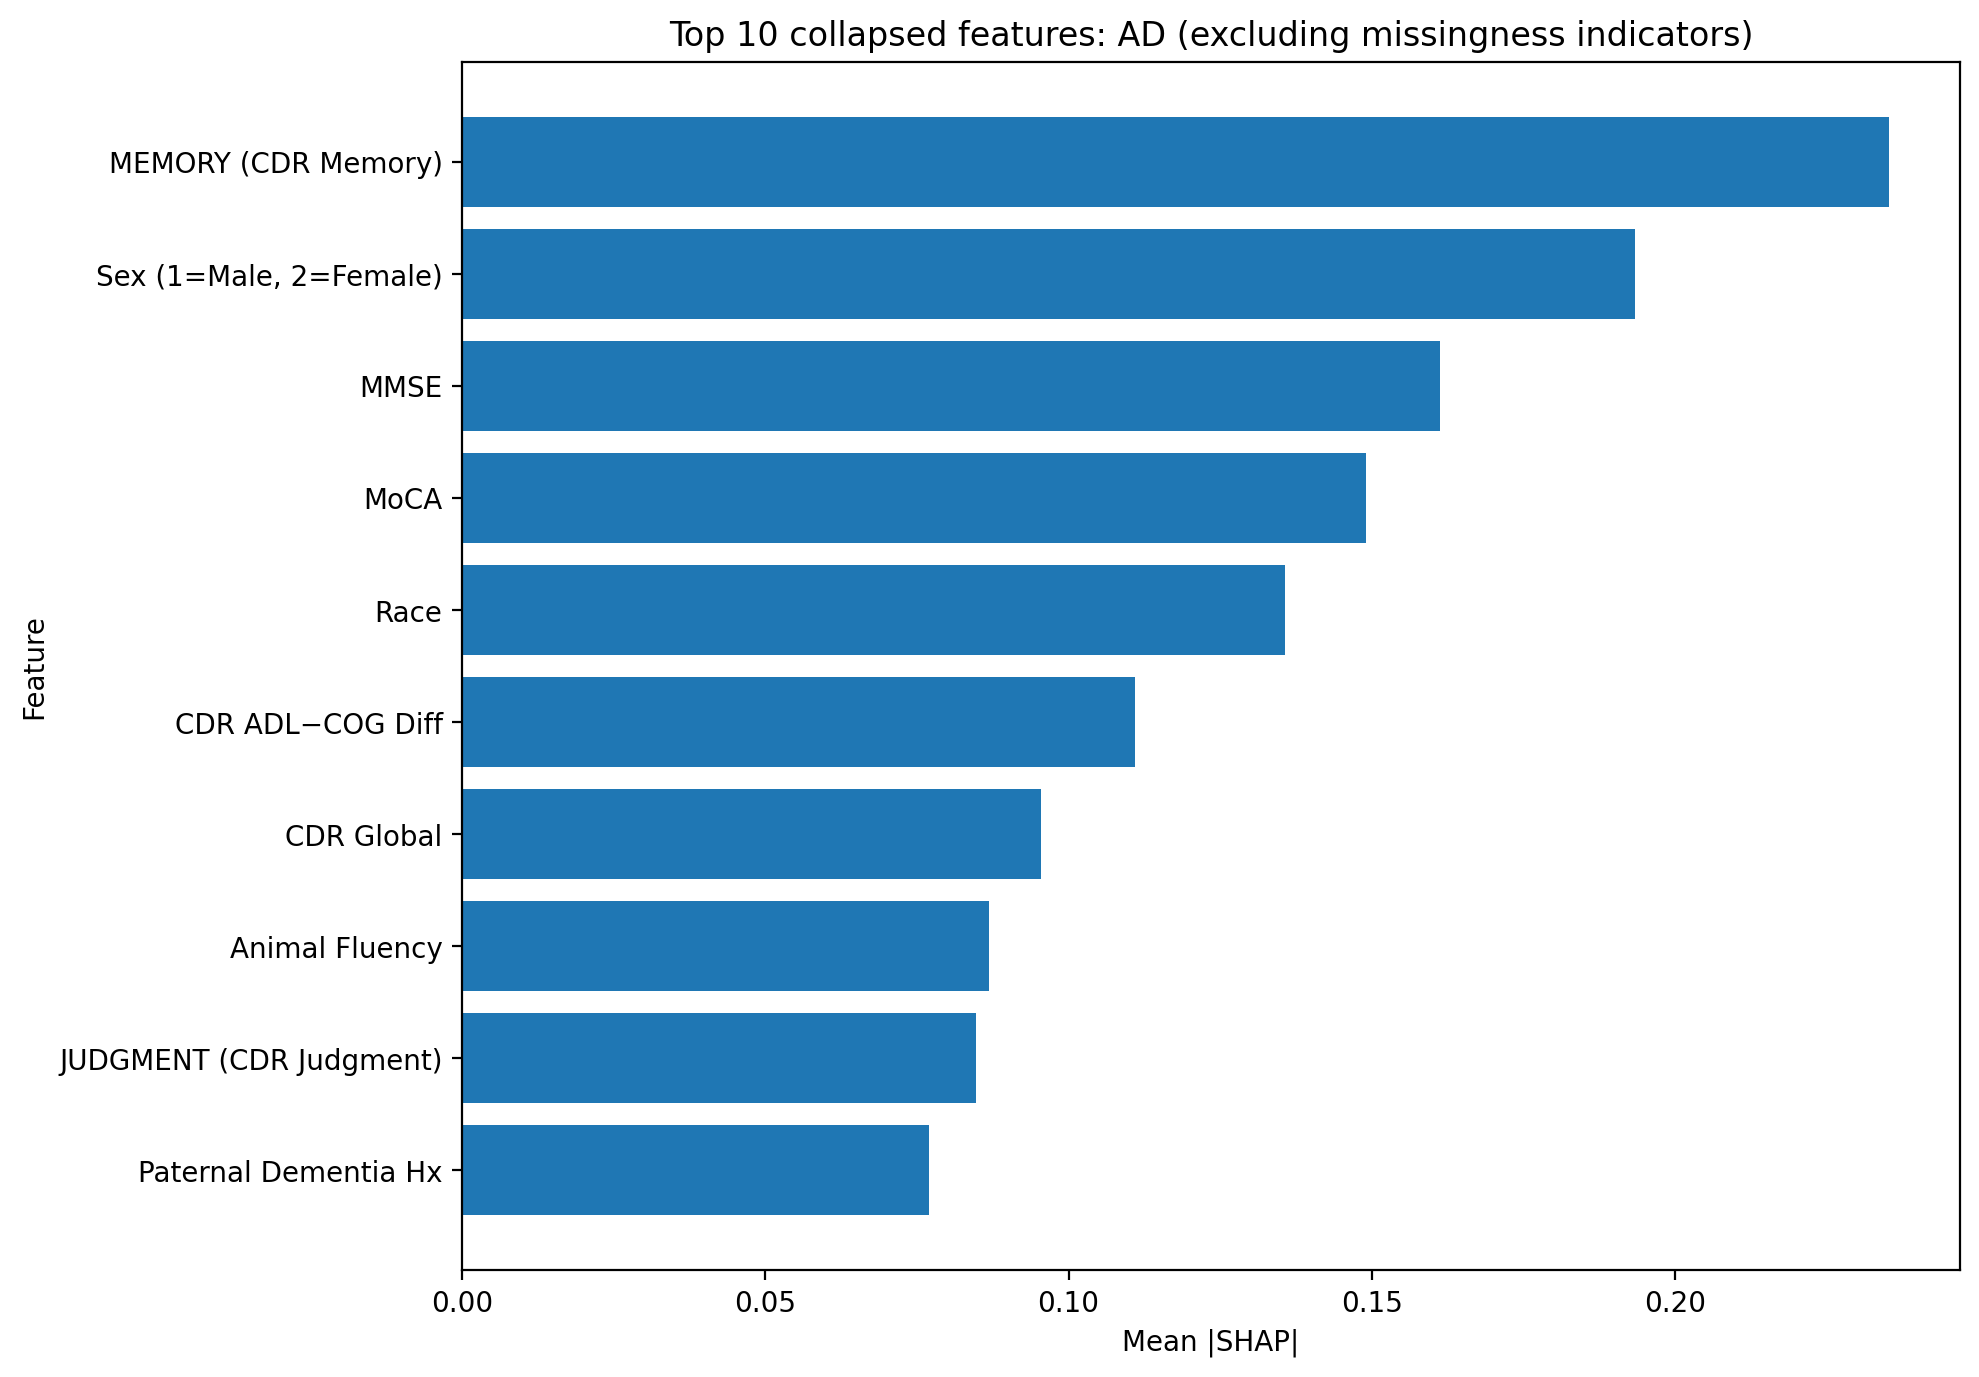 Top 10 collapsed features: AD (excluding missingness indicators)
Feature
MEMORY (CDR Memory)
Sex (1=Male, 2=Female)
MMSE
MoCA
Race
CDR ADL−COG Diff
CDR Global
Animal Fluency
JUDGMENT (CDR Judgment)
Paternal Dementia Hx
0.00 0.05 0.10 0.15 0.20
Mean |SHAP|